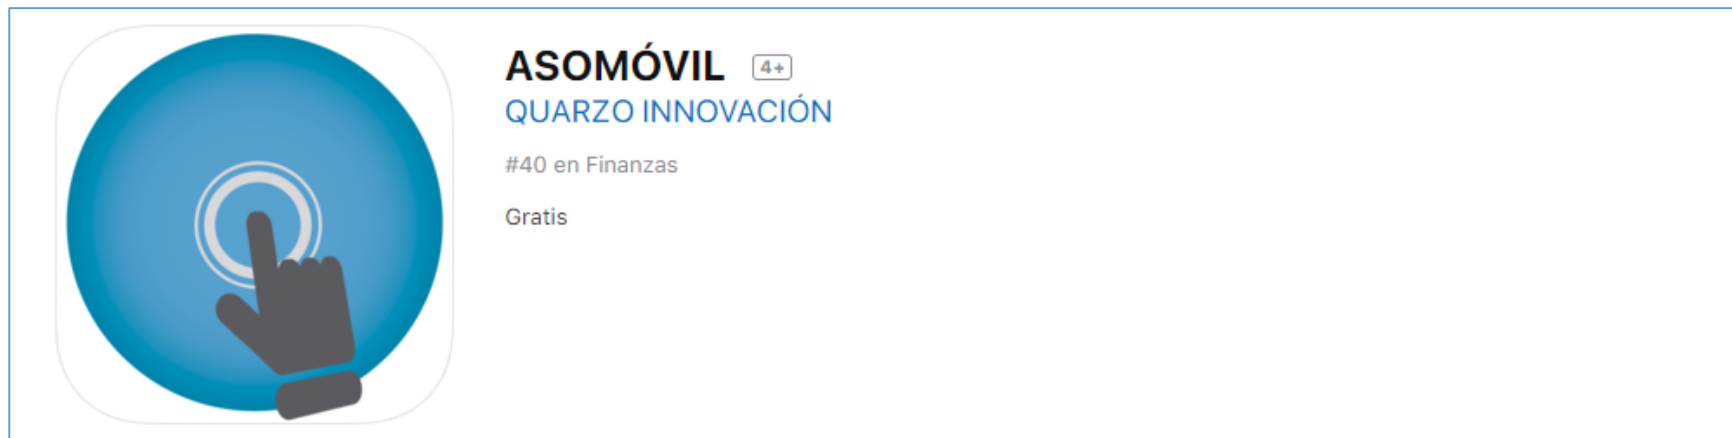 ASOMÓVIL 4+
QUARZO INNOVACIÓN
#40 en Finanzas
Gratis